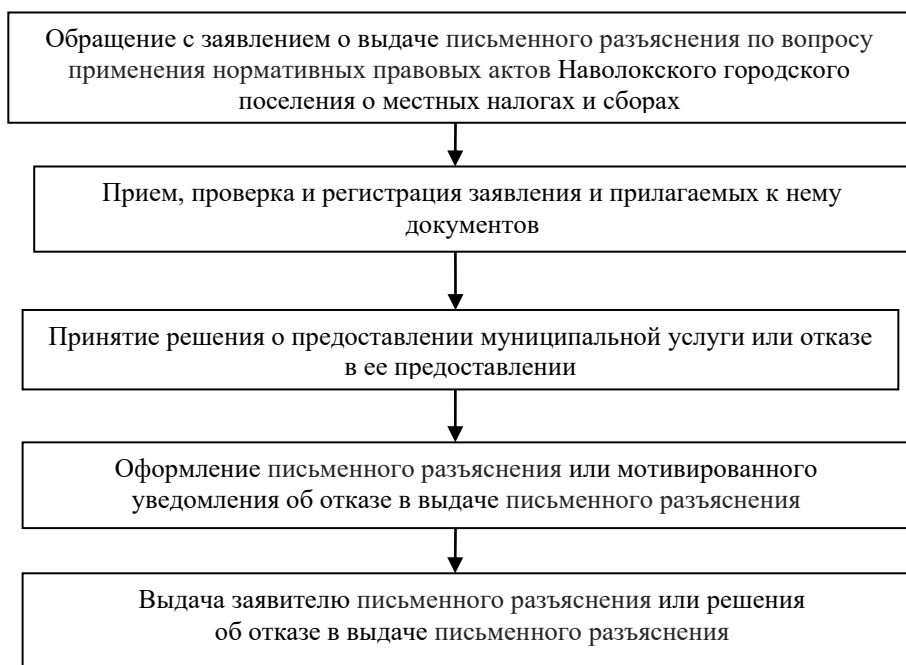 Обращение с заявлением о выдаче письменного разъяснения по вопросу
применения нормативных правовых актов Наволокского городского
поселения о местных налогах и сборах
Прием, проверка и регистрация заявления и прилагаемых к нему
документов
Принятие решения о предоставлении муниципальной услуги или отказе
в ее предоставлении
Оформление письменного разъяснения или мотивированного
уведомления об отказе в выдаче письменного разъяснения
Выдача заявителю письменного разъяснения или решения
об отказе в выдаче письменного разъяснения